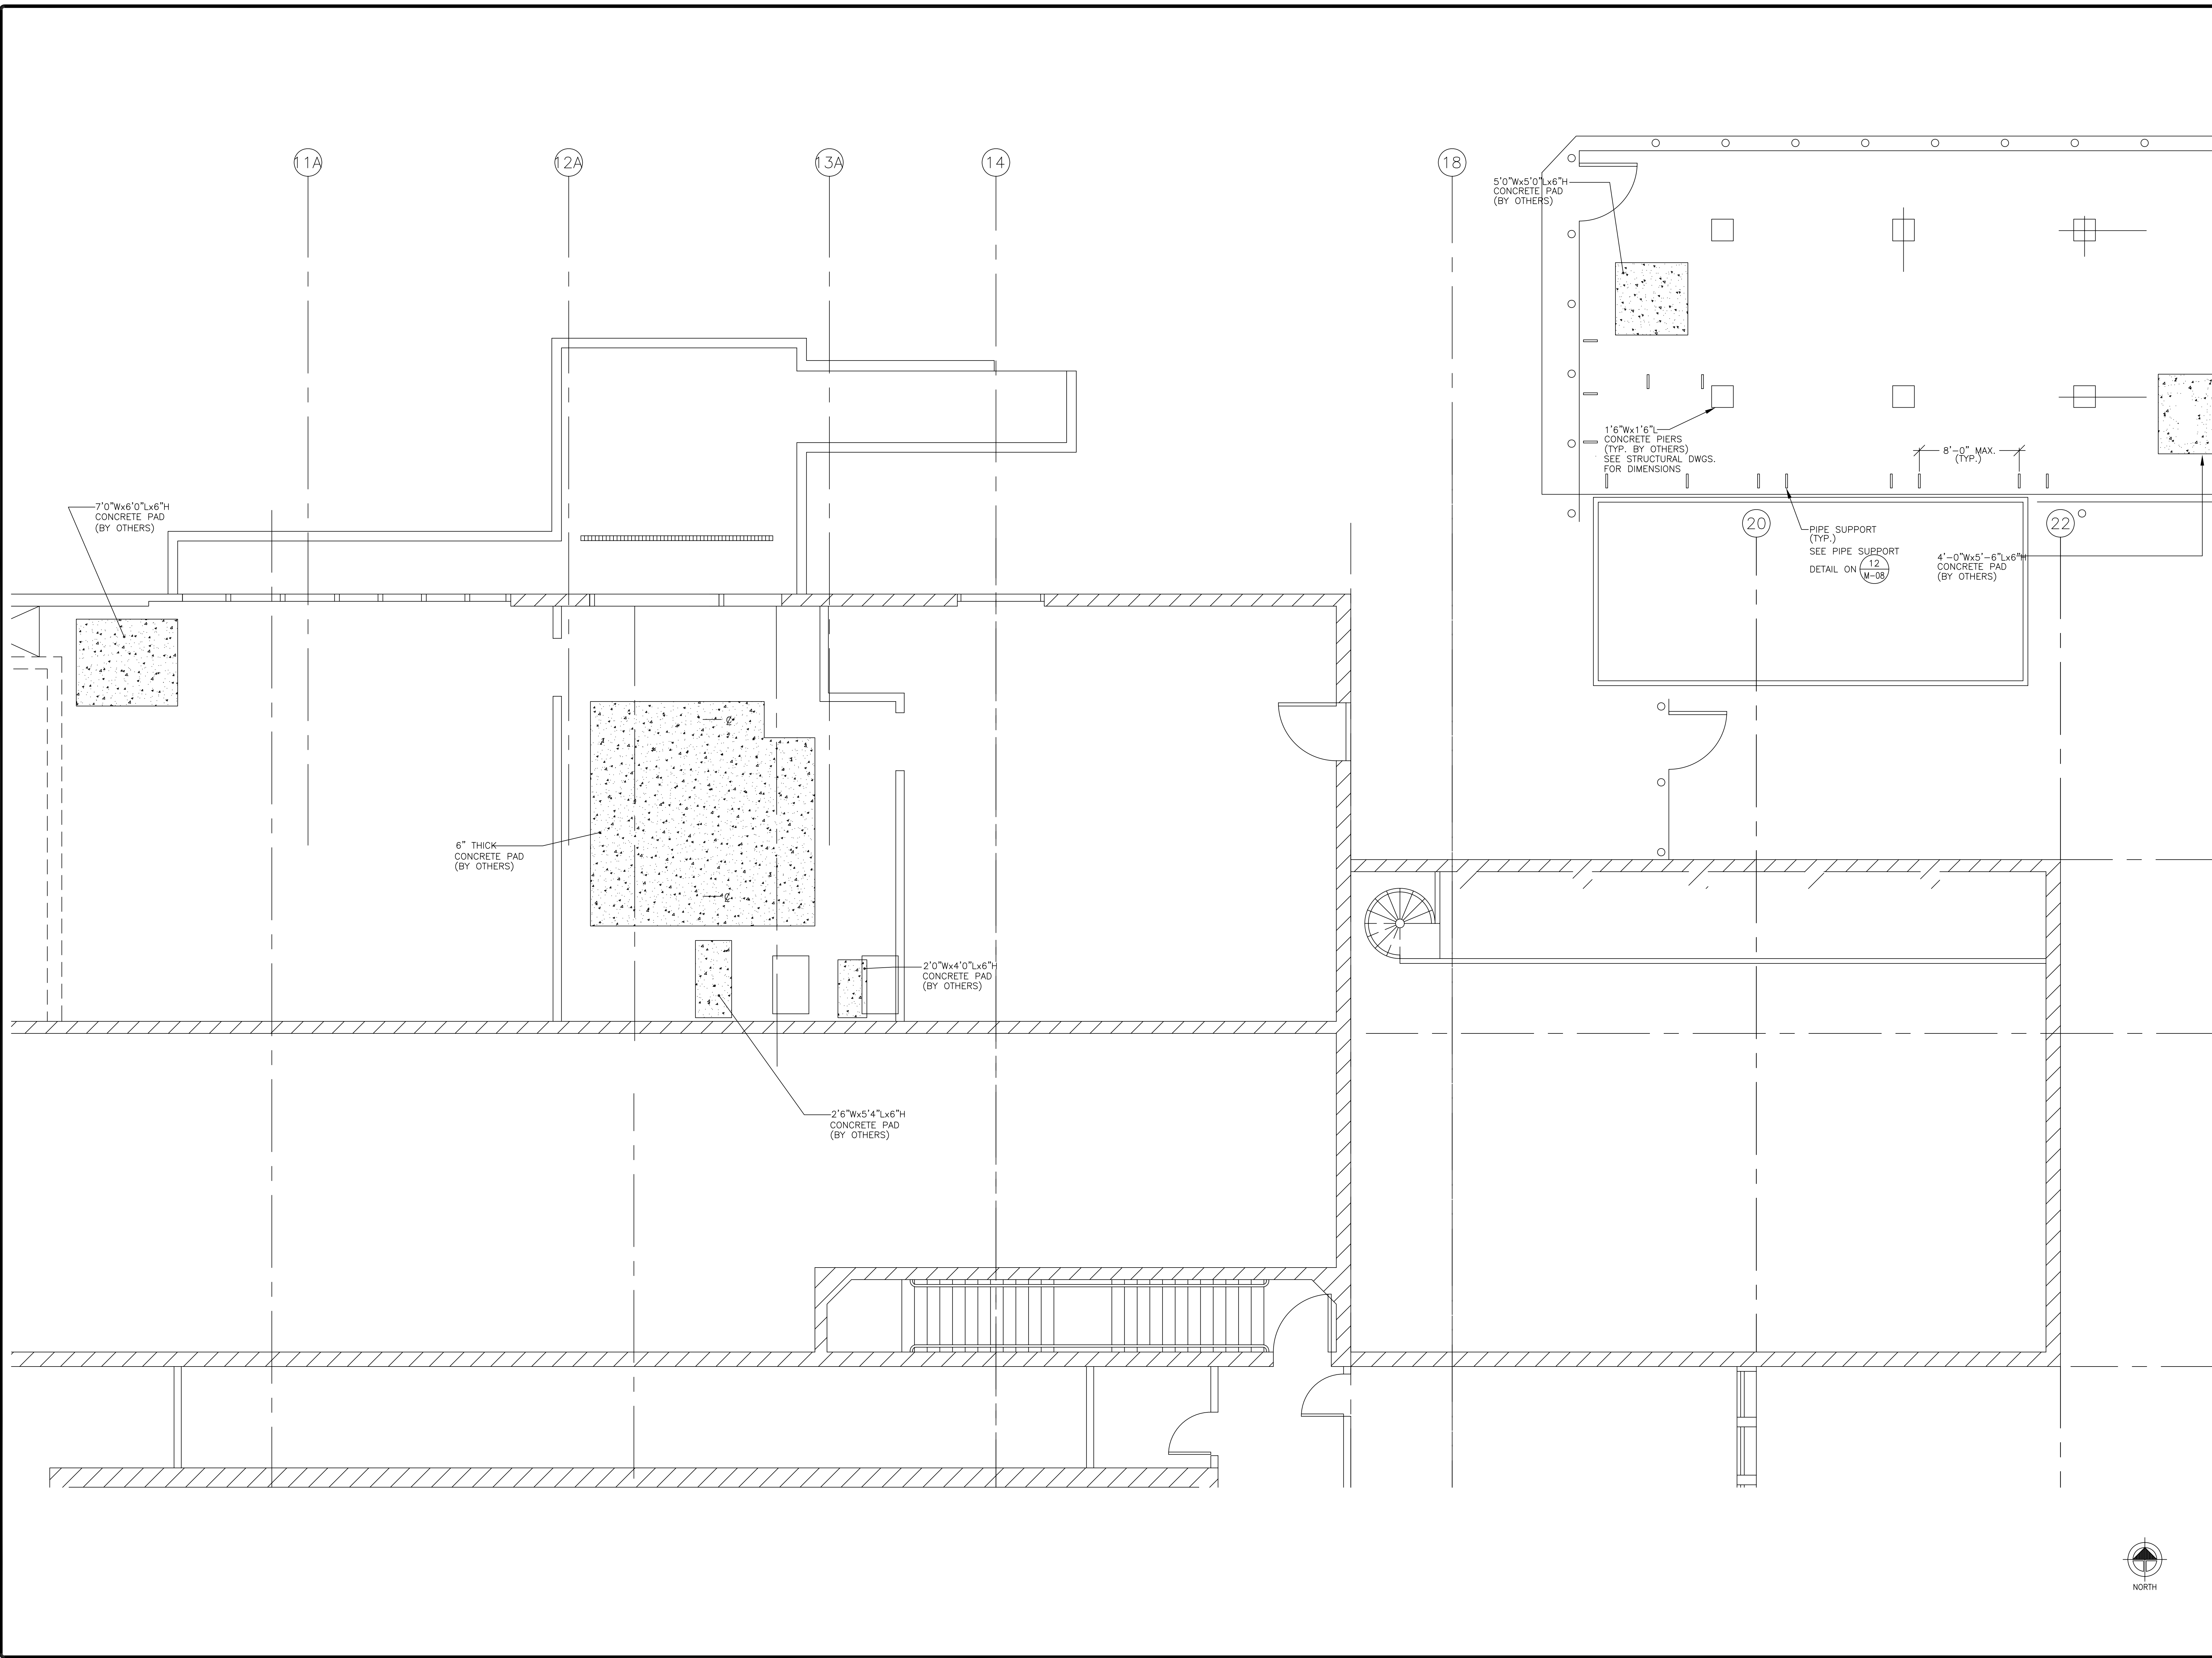 11A
12A
13A
14
18
5'0"Wx5'0"Lx6"H
CONCRETE PAD
(BY OTHERS)
1'6"Wx1'6"L
CONCRETE PIERS
(TYP. BY OTHERS)
SEE STRUCTURAL DWGS.
FOR DIMENSIONS
8'-0" MAX.
(TYP.)
7'0"Wx6'0"Lx6"H
CONCRETE PAD
(BY OTHERS)
20
22
PIPE SUPPORT
(TYP.)
SEE PIPE SUPPORT
DETAIL ON
12
M-08
4'-0"Wx5'-6"Lx6"H
CONCRETE PAD
(BY OTHERS)
℄
6" THICK
CONCRETE PAD
(BY OTHERS)
℄
2'0"Wx4'0"Lx6"H
CONCRETE PAD
(BY OTHERS)
2'6"Wx5'4"Lx6"H
CONCRETE PAD
(BY OTHERS)
NORTH